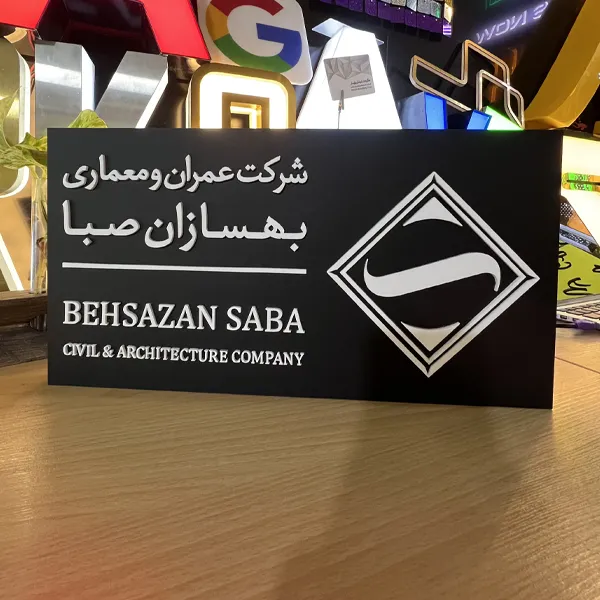 شرکت عمران و معماری
بهسازان صبا
BEHSAZAN SABA
CIVIL & ARCHITECTURE COMPANY
G